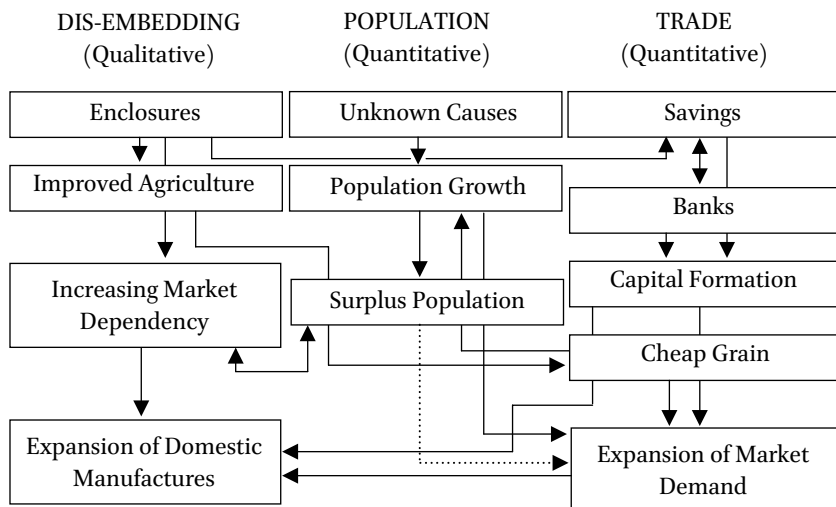 DIS-EMBEDDING
(Qualitative)
POPULATION
(Quantitative)
TRADE
(Quantitative)
Enclosures
Unknown Causes
Savings
Improved Agriculture
Population Growth
Banks
Increasing Market
Dependency
Surplus Population
Capital Formation
Cheap Grain
Expansion of Domestic
Manufactures
Expansion of Market
Demand